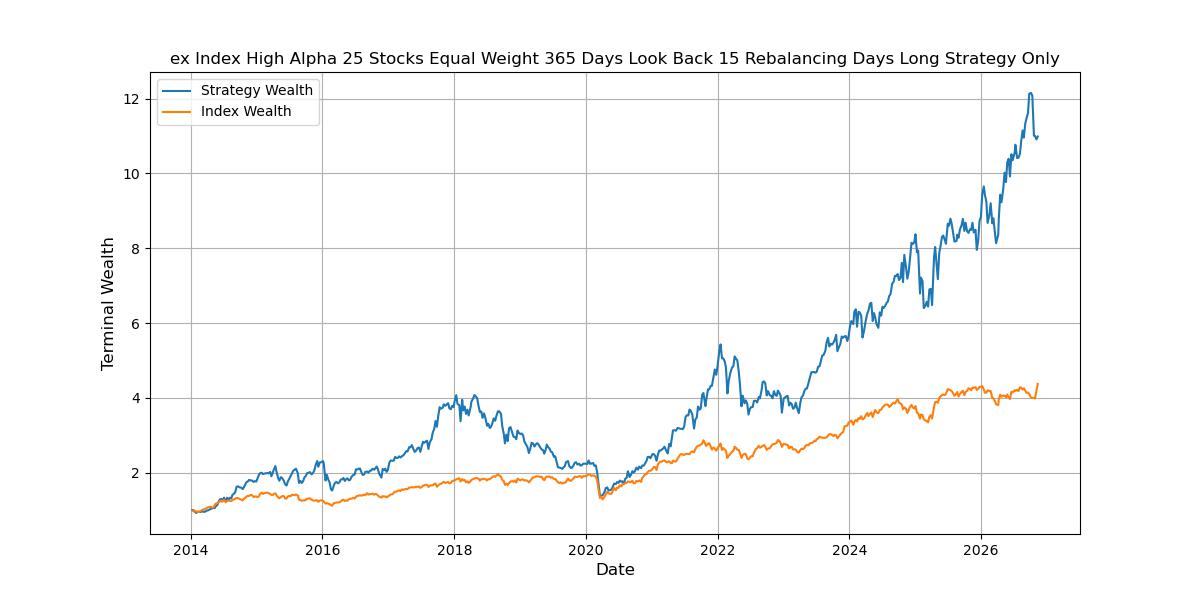 ex Index High Alpha 25 Stocks Equal Weight 365 Days Look Back 15 Rebalancing Days Long Strategy Only
Strategy Wealth
Index Wealth
Terminal Wealth
12
10
8
6
4
2
2014 2016 2018 2020 2022 2024 2026
Date